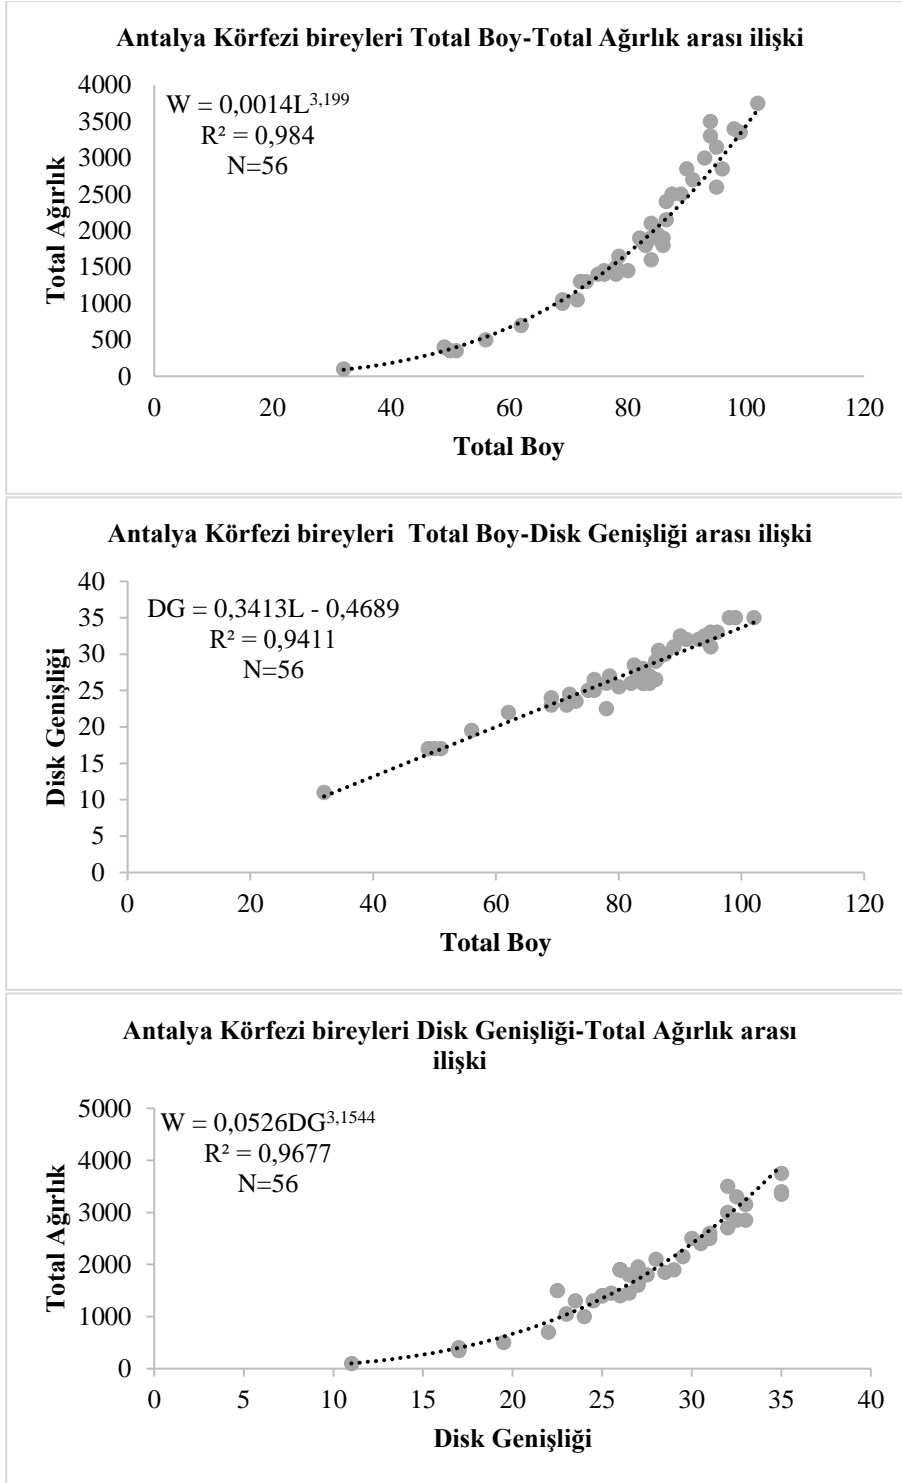 Antalya Körfezi bireyleri Total Boy-Total Ağırlık arası ilişki
W = 0,0014L^3,199
R² = 0,984
N=56
4000
3500
3000
2500
2000
1500
1000
500
0
Total Ağırlık
0 20 40 60 80 100 120
Total Boy
Antalya Körfezi bireyleri Total Boy-Disk Genişliği arası ilişki
DG = 0,3413L - 0,4689
R² = 0,9411
N=56
40
35
30
25
20
15
10
5
0
Disk Genişliği
0 20 40 60 80 100 120
Total Boy
Antalya Körfezi bireyleri Disk Genişliği-Total Ağırlık arası
ilişki
W = 0,0526DG^3,1544
R² = 0,9677
N=56
5000
4000
3000
2000
1000
0
Total Ağırlık
0 5 10 15 20 25 30 35 40
Disk Genişliği